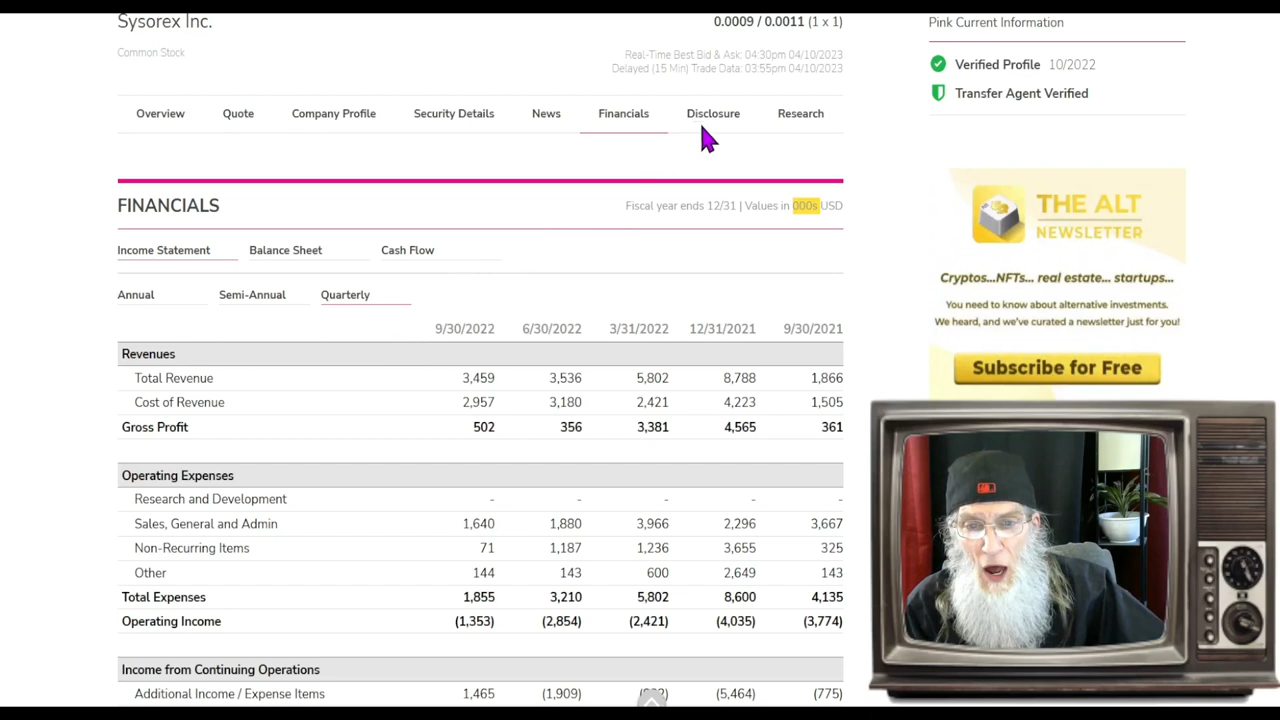 Sysorex Inc.
0.0009 / 0.0011 (1 x 1)
Common Stock
Real-Time Best Bid & Ask: 04:30pm 04/10/2023
Delayed (15 Min) Trade Data: 03:55pm 04/10/2023
Pink Current Information
Verified Profile 10/2022
Transfer Agent Verified
Overview Quote Company Profile Security Details News Financials Disclosure Research
FINANCIALS
Fiscal year ends 12/31 | Values in 000s USD
Income Statement Balance Sheet Cash Flow
Annual Semi-Annual Quarterly
9/30/2022 6/30/2022 3/31/2022 12/31/2021 9/30/2021
Revenues
Total Revenue 3,459 3,536 5,802 8,788 1,866
Cost of Revenue 2,957 3,180 2,421 4,223 1,505
Gross Profit 502 356 3,381 4,565 361
Operating Expenses
Research and Development - - - - -
Sales, General and Admin 1,640 1,880 3,966 2,296 3,667
Non-Recurring Items 71 1,187 1,236 3,655 325
Other 144 143 600 2,649 143
Total Expenses 1,855 3,210 5,802 8,600 4,135
Operating Income (1,353) (2,854) (2,421) (4,035) (3,774)
Income from Continuing Operations
Additional Income / Expense Items 1,465 (1,909) (5,464) (775)
THE ALT
NEWSLETTER
Cryptos...NFTs... real estate... startups...
You need to know about alternative investments.
We heard, and we've curated a newsletter just for you!
Subscribe for Free